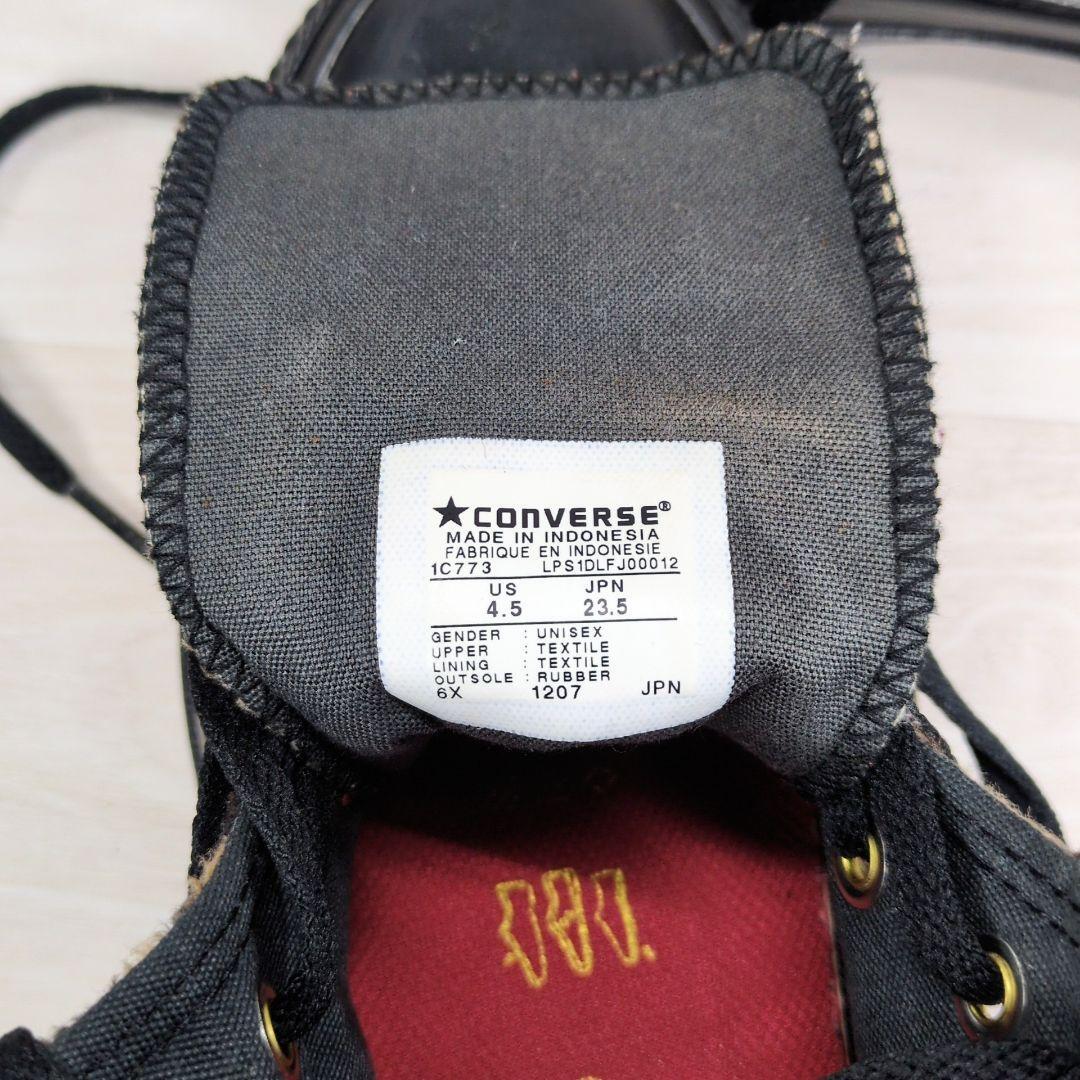 ★CONVERSE®
MADE IN INDONESIA
FABRIQUE EN INDONESIE
1C773 LPS1DLFJ00012
US JPN
4.5 23.5
GENDER : UNISEX
UPPER : TEXTILE
LINING : TEXTILE
OUTSOLE : RUBBER
6X 1207 JPN